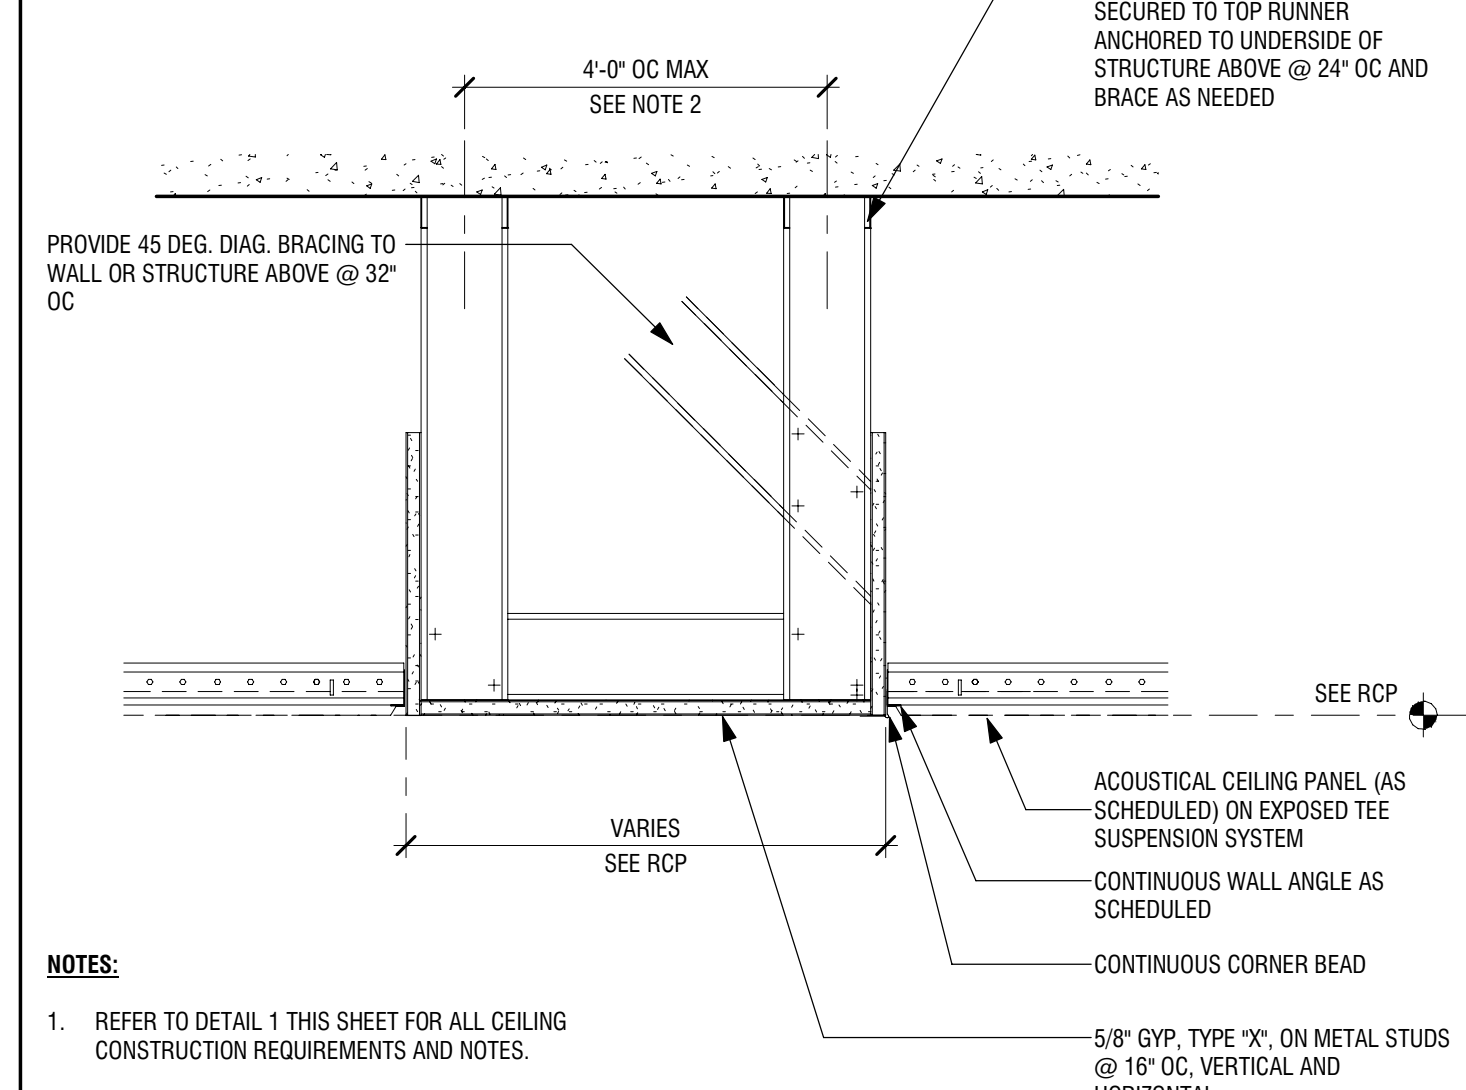 SECURED TO TOP RUNNER
ANCHORED TO UNDERSIDE OF
STRUCTURE ABOVE @ 24" OC AND
BRACE AS NEEDED
4'-0" OC MAX
SEE NOTE 2
PROVIDE 45 DEG. DIAG. BRACING TO
WALL OR STRUCTURE ABOVE @ 32"
OC
SEE RCP
ACOUSTICAL CEILING PANEL (AS
SCHEDULED) ON EXPOSED TEE
SUSPENSION SYSTEM
VARIES
SEE RCP
CONTINUOUS WALL ANGLE AS
SCHEDULED
CONTINUOUS CORNER BEAD
NOTES:
1. REFER TO DETAIL 1 THIS SHEET FOR ALL CEILING
CONSTRUCTION REQUIREMENTS AND NOTES.
5/8" GYP, TYPE "X", ON METAL STUDS
@ 16" OC, VERTICAL AND